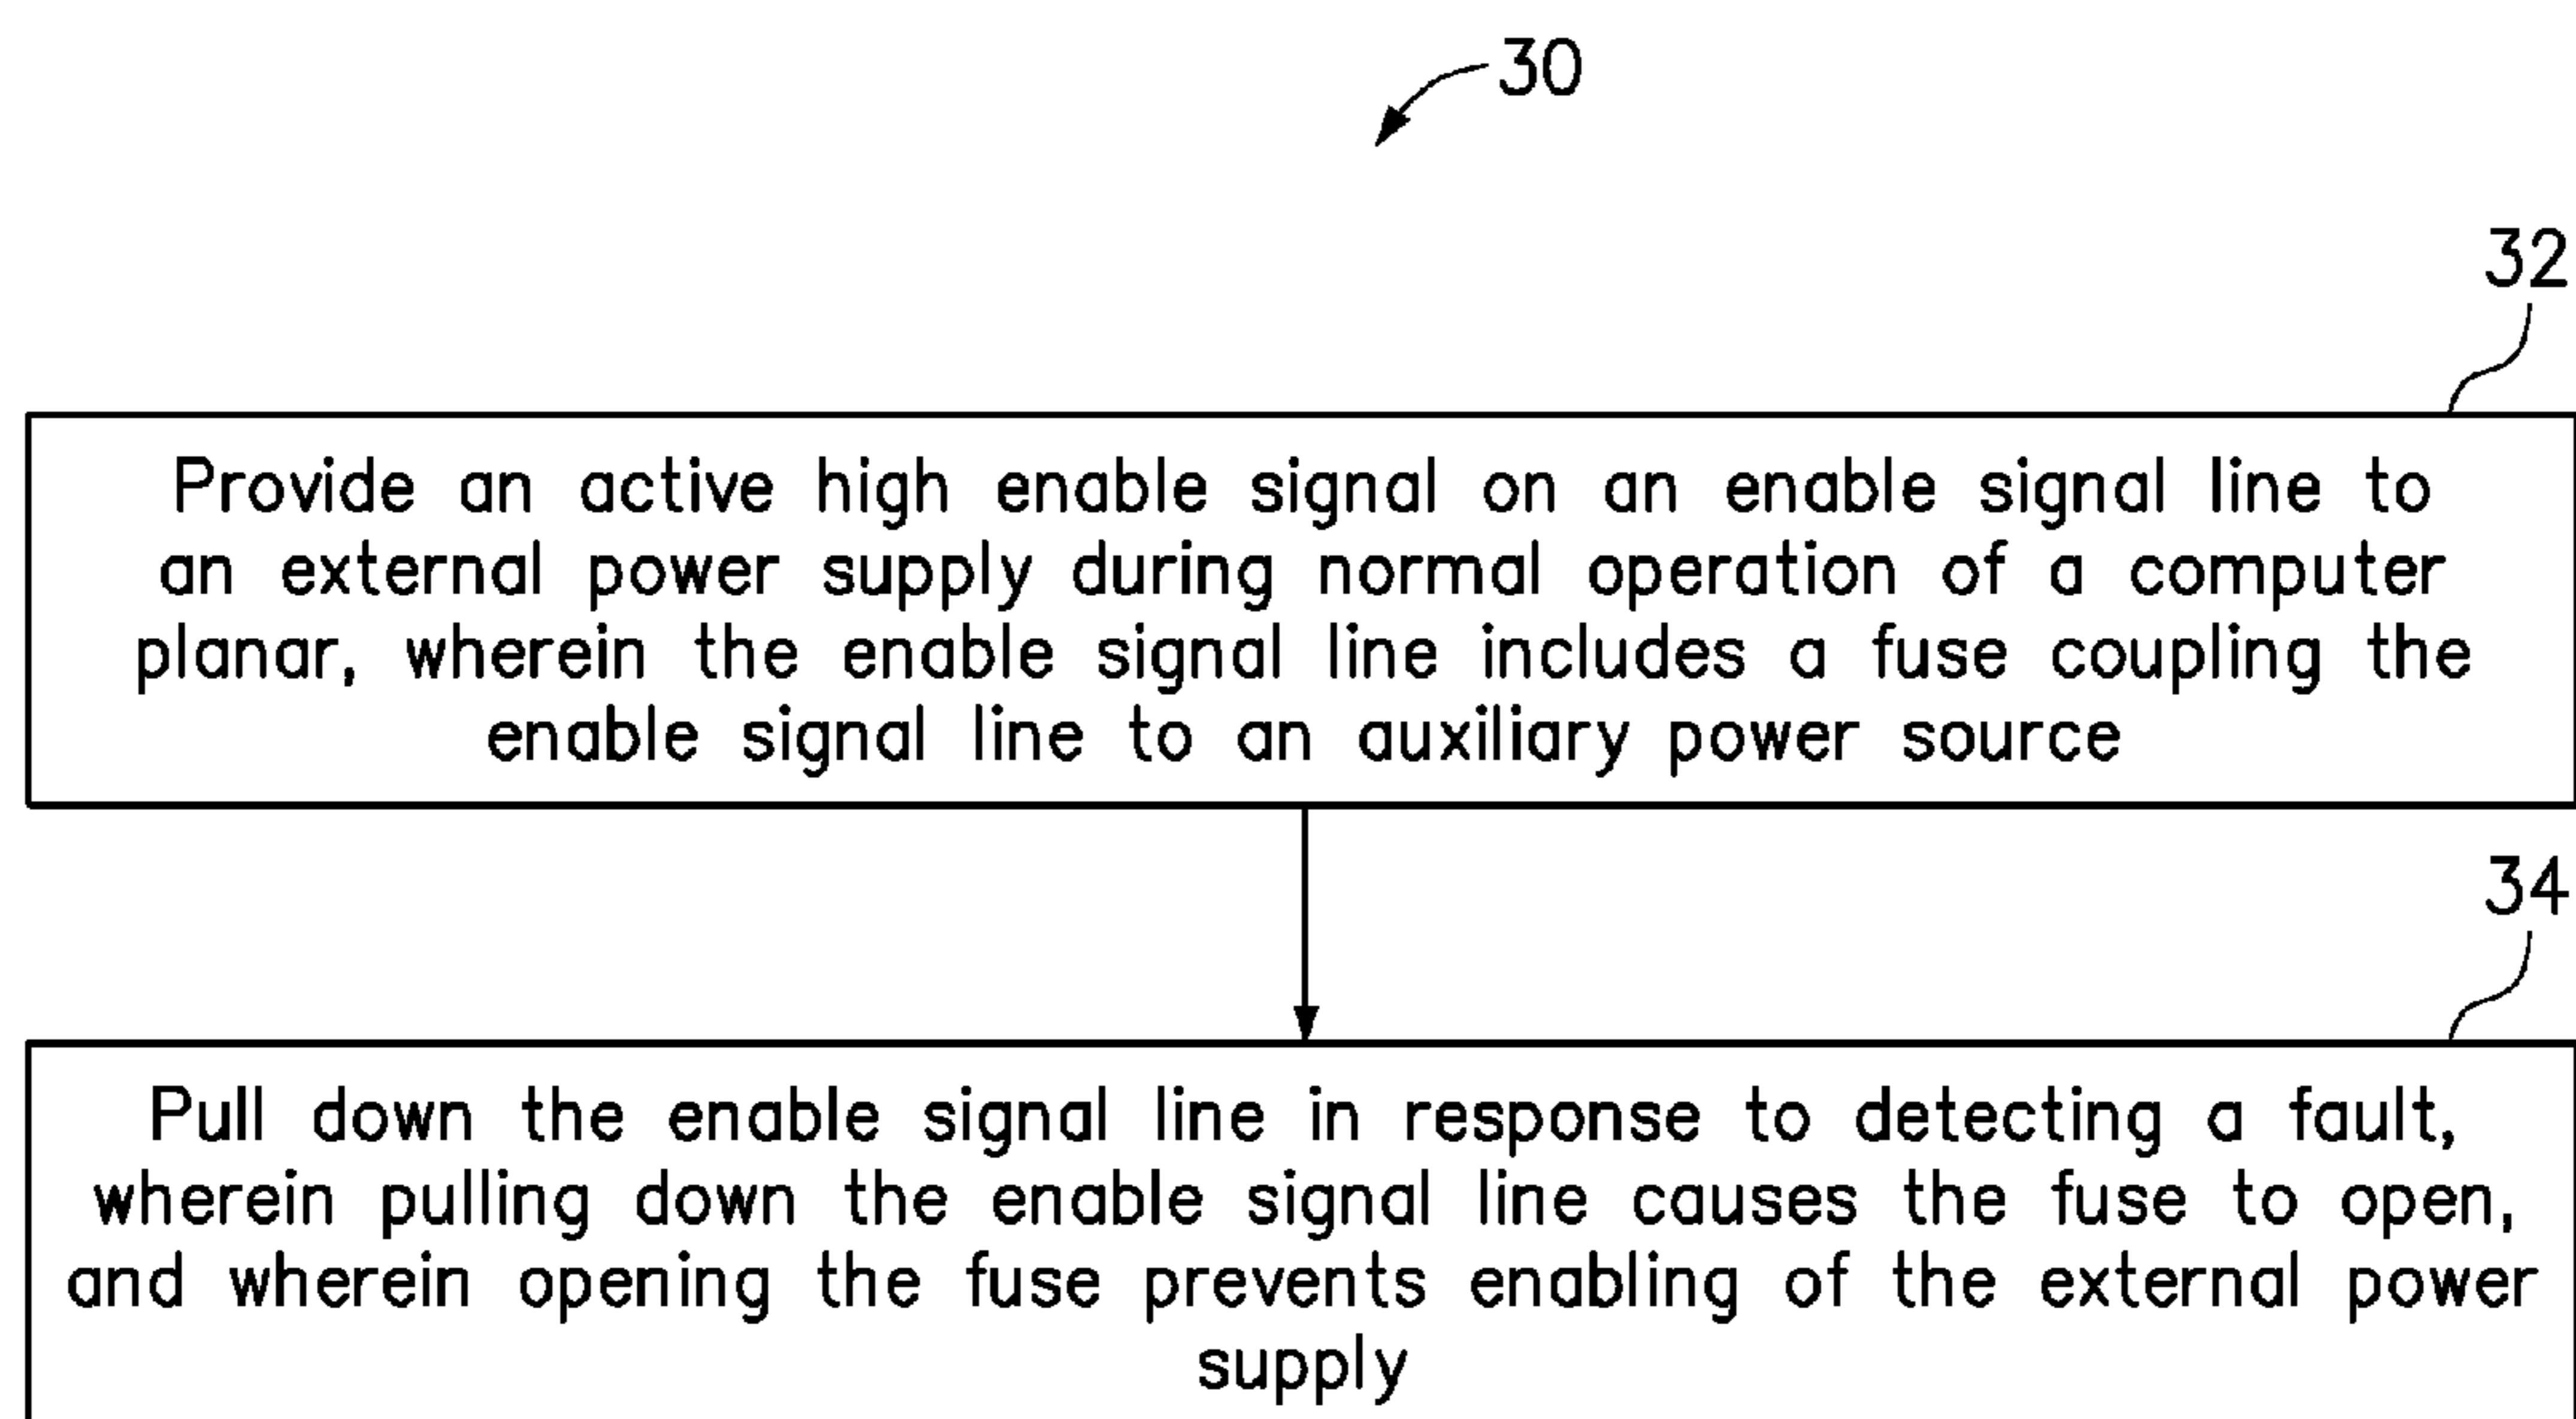 30
32
Provide an active high enable signal on an enable signal line to
an external power supply during normal operation of a computer
planar, wherein the enable signal line includes a fuse coupling the
enable signal line to an auxiliary power source
34
Pull down the enable signal line in response to detecting a fault,
wherein pulling down the enable signal line causes the fuse to open,
and wherein opening the fuse prevents enabling of the external power
supply